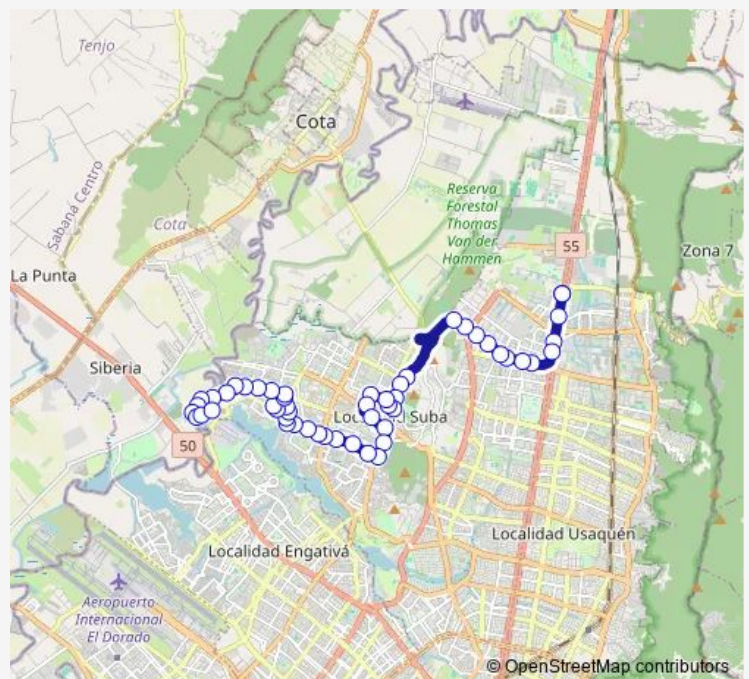 Tenjo
Cota
Sabaná Centro
Cota
Reserva
Forestal
Thomas
Van der
Hammen
55
Zona 7
La Punta
Siberia
Suba
50
Localidad Usaquén
Localidad Engativá
Aeropuerto
Internacional
El Dorado
© OpenStreetMap contributors